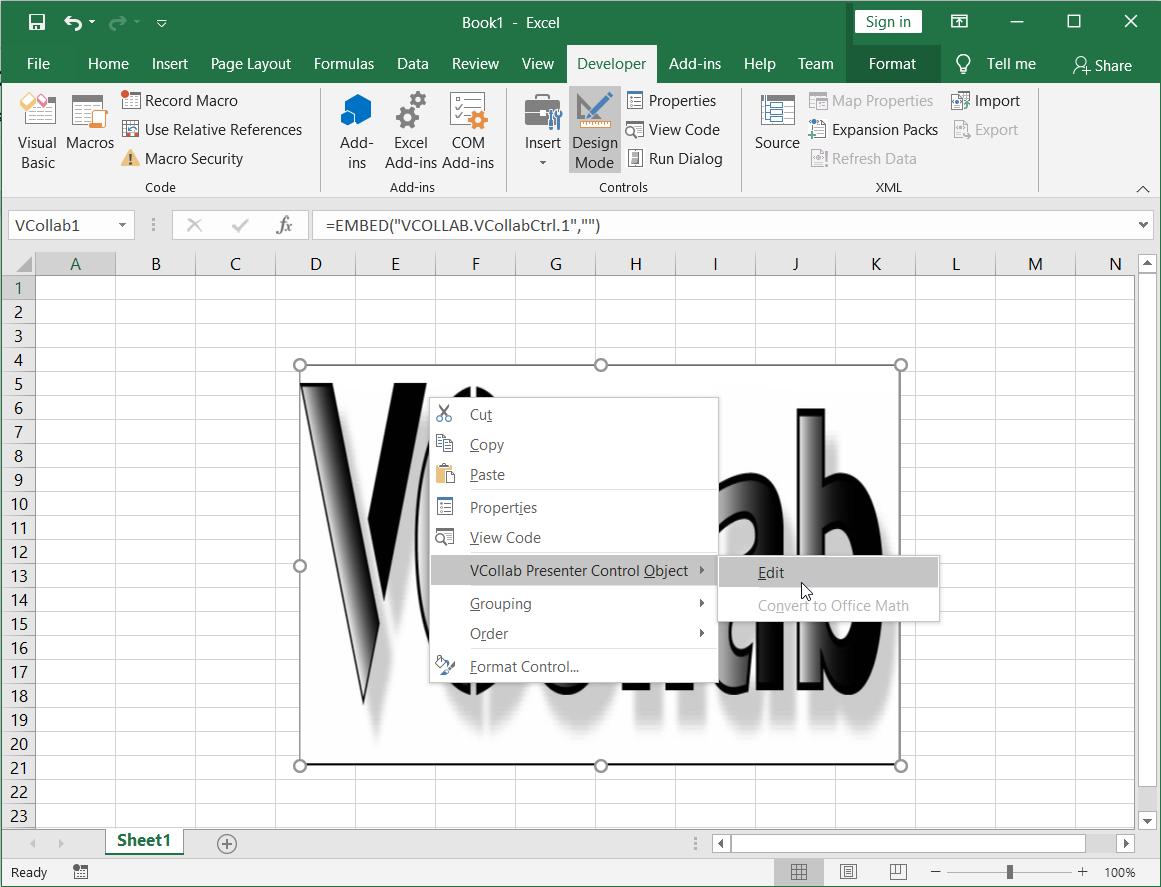 Book1 - Excel
Sign in
File Home Insert Page Layout Formulas Data Review View Developer Add-ins Help Team Format Tell me Share
Visual Basic
Macros
Record Macro
Use Relative References
Macro Security
Code
Add-ins
Excel Add-ins
COM Add-ins
Add-ins
Insert
Design Mode
Properties
View Code
Run Dialog
Controls
Source
Map Properties
Expansion Packs
Refresh Data
Import
Export
XML
VCollab1
fx
=EMBED("VCOLLAB.VCollabCtrl.1","")
A B C D E F G H I J K L M N
1
2
3
4
5
6
7
8
9
10
11
12
13
14
15
16
17
18
19
20
21
22
23
V
ab
Cut
Copy
Paste
Properties
View Code
VCollab Presenter Control Object
Grouping
Order
Format Control...
Edit
Convert to Office Math
Sheet1
Ready
100%